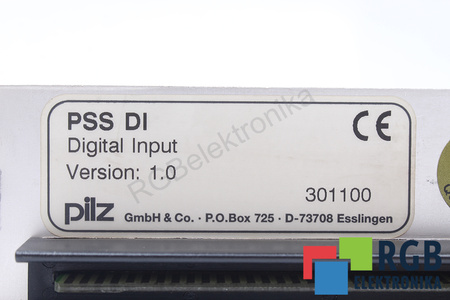 PSS DI
Digital Input
Version: 1.0
CE
301100
pilz
GmbH & Co. · P.O.Box 725 · D-73708 Esslingen
RGBelektronika
RGB
ELEKTRONIKA